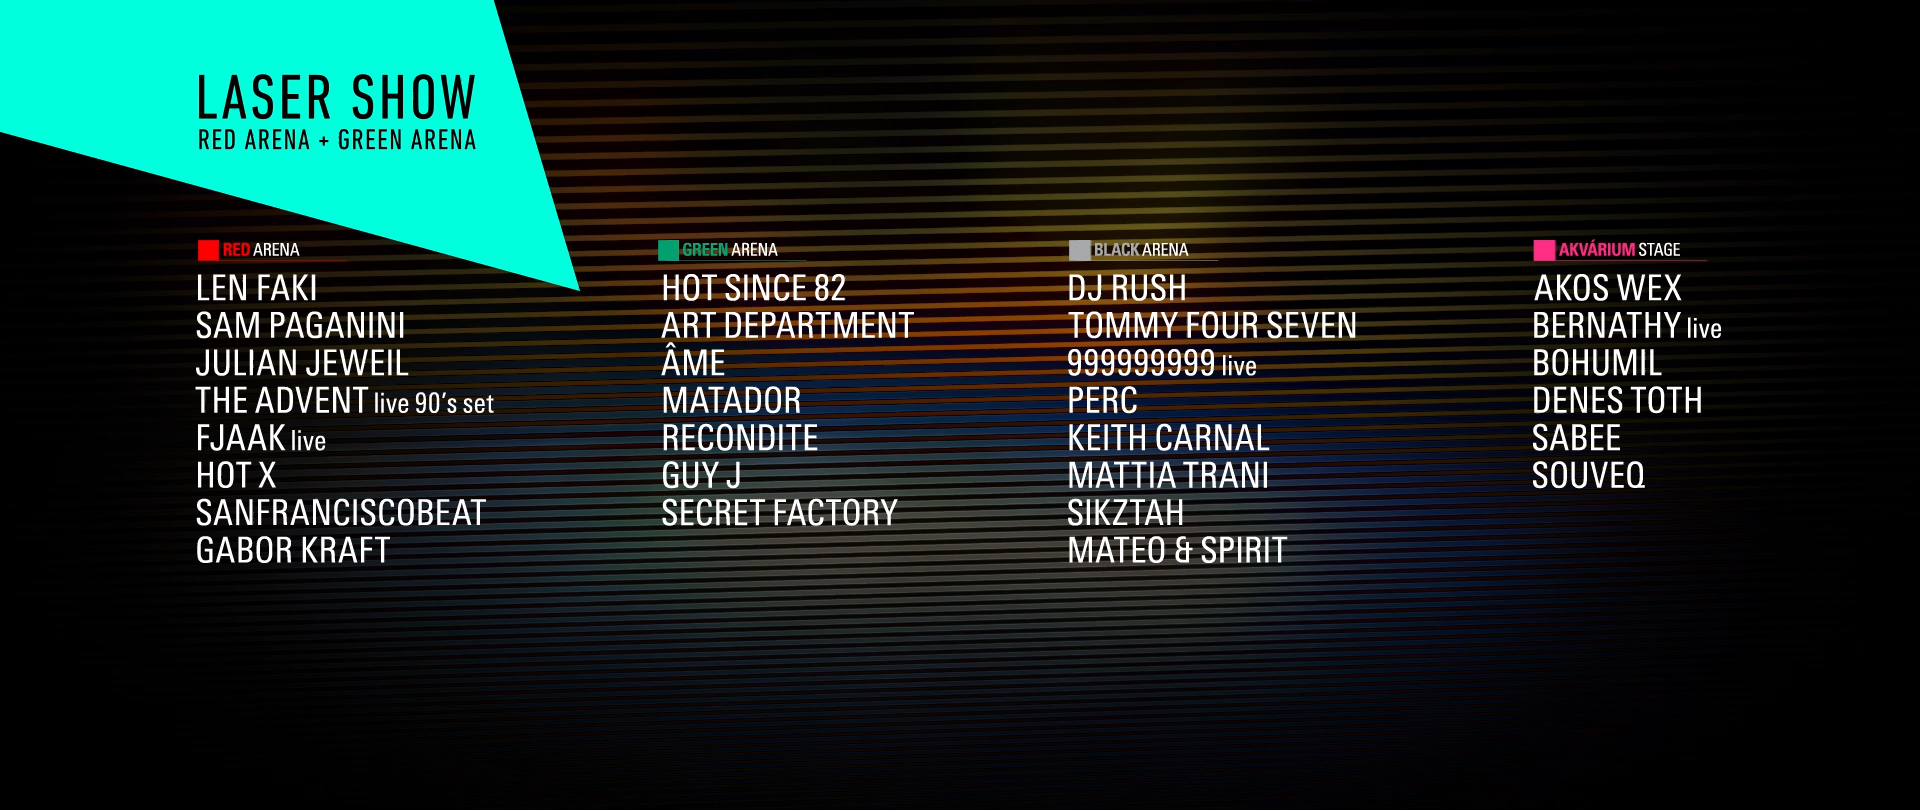 LASER SHOW
RED ARENA + GREEN ARENA
RED ARENA
LEN FAKI
SAM PAGANINI
JULIAN JEWEIL
THE ADVENT live 90's set
FJAAK live
HOT X
SANFRANCISCOBEAT
GABOR KRAFT
GREEN ARENA
HOT SINCE 82
ART DEPARTMENT
ÂME
MATADOR
RECONDITE
GUY J
SECRET FACTORY
BLACK ARENA
DJ RUSH
TOMMY FOUR SEVEN
999999999 live
PERC
KEITH CARNAL
MATTIA TRANI
SIKZTAH
MATEO & SPIRIT
AKVÁRIUM STAGE
AKOS WEX
BERNATHY live
BOHUMIL
DENES TOTH
SABEE
SOUVEQ